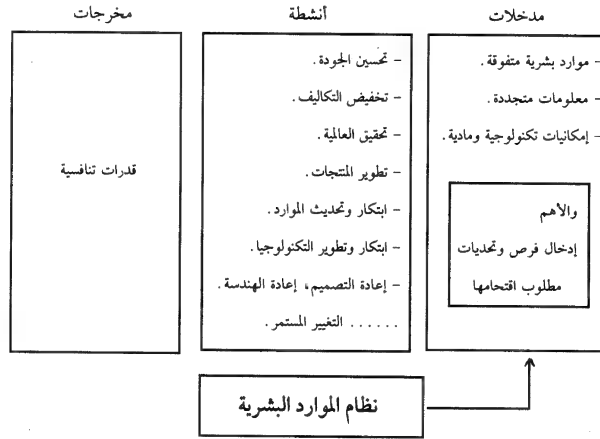 مدخلات
- موارد بشرية متفوقة.
- معلومات متجددة.
- إمكانيات تكنولوجية ومادية.
والأهم
إدخال فرص وتحديات
مطلوب اقتحامها
أنشطة
- تحسين الجودة.
- تخفيض التكاليف.
- تحقيق العالمية.
- تطوير المنتجات.
- ابتكار وتحديث الموارد.
- ابتكار وتطوير التكنولوجيا.
- إعادة التصميم، إعادة الهندسة.
...... التغيير المستمر.
مخرجات
قدرات تنافسية
نظام الموارد البشرية